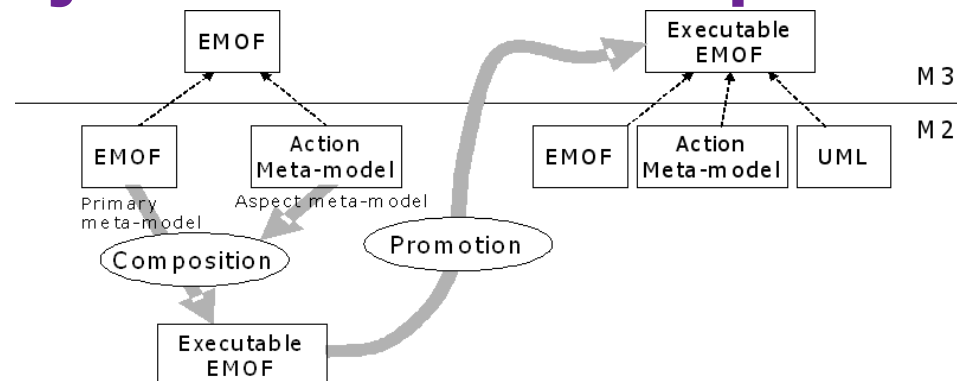 EMOF
Executable
EMOF
M3
M2
EMOF
Action
Meta-model
EMOF
Action
Meta-model
UML
Primary
meta-model
Aspect meta-model
Composition
Promotion
Executable
EMOF